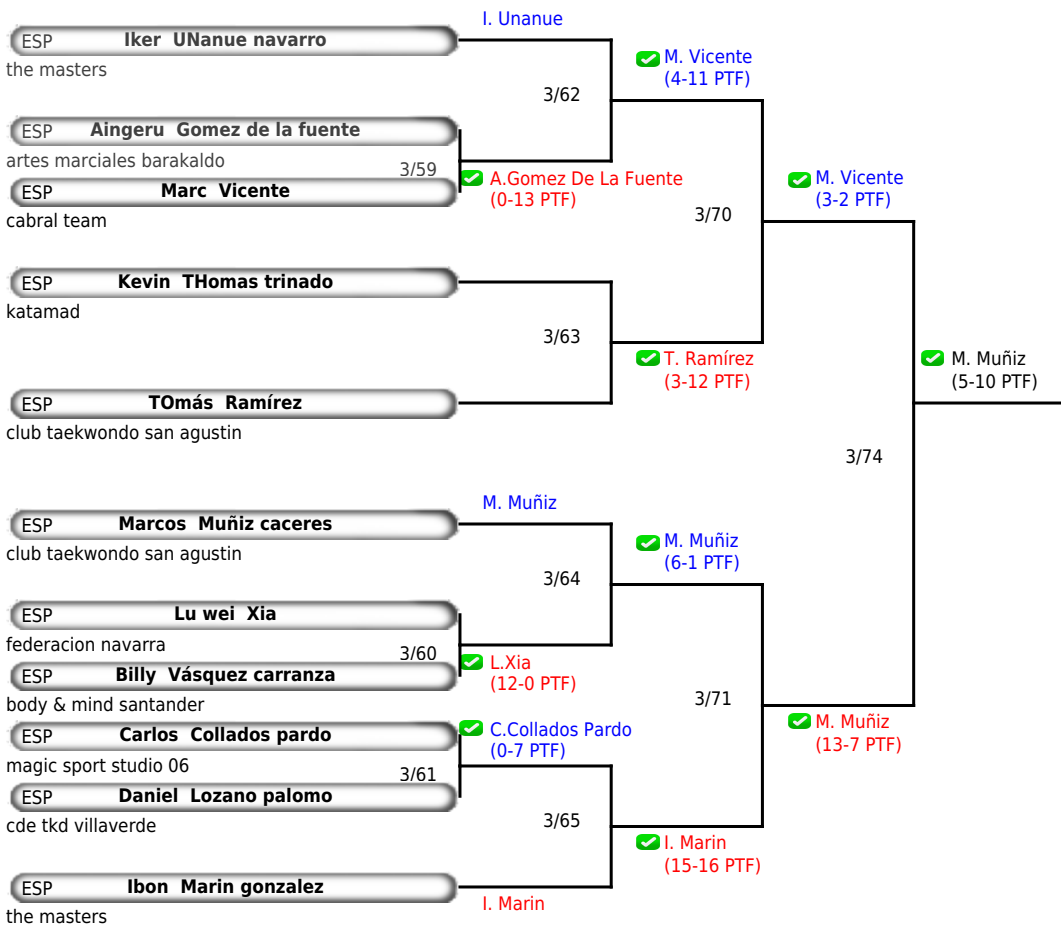 I. Unanue
ESP Iker UNanue navarro
the masters
M. Vicente
(4-11 PTF)
3/62
ESP Aingeru Gomez de la fuente
artes marciales barakaldo
3/59
ESP Marc Vicente
cabral team
A.Gomez De La Fuente
(0-13 PTF)
M. Vicente
(3-2 PTF)
3/70
ESP Kevin THomas trinado
katamad
3/63
T. Ramírez
(3-12 PTF)
ESP TOmás Ramírez
club taekwondo san agustin
M. Muñiz
(5-10 PTF)
3/74
M. Muñiz
ESP Marcos Muñiz caceres
club taekwondo san agustin
M. Muñiz
(6-1 PTF)
3/64
ESP Lu wei Xia
federacion navarra
3/60
ESP Billy Vásquez carranza
body & mind santander
L.Xia
(12-0 PTF)
3/71
M. Muñiz
(13-7 PTF)
ESP Carlos Collados pardo
magic sport studio 06
3/61
C.Collados Pardo
(0-7 PTF)
ESP Daniel Lozano palomo
cde tkd villaverde
3/65
I. Marin
(15-16 PTF)
ESP Ibon Marin gonzalez
the masters
I. Marin